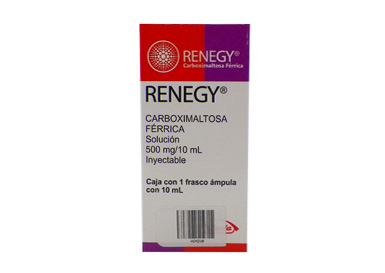 RENEGY®
Carboximaltosa Férrica
RENEGY®
CARBOXIMALTOSA
FÉRRICA
Solución
500 mg/10 mL
Inyectable
Caja con 1 frasco ámpula
con 10 mL